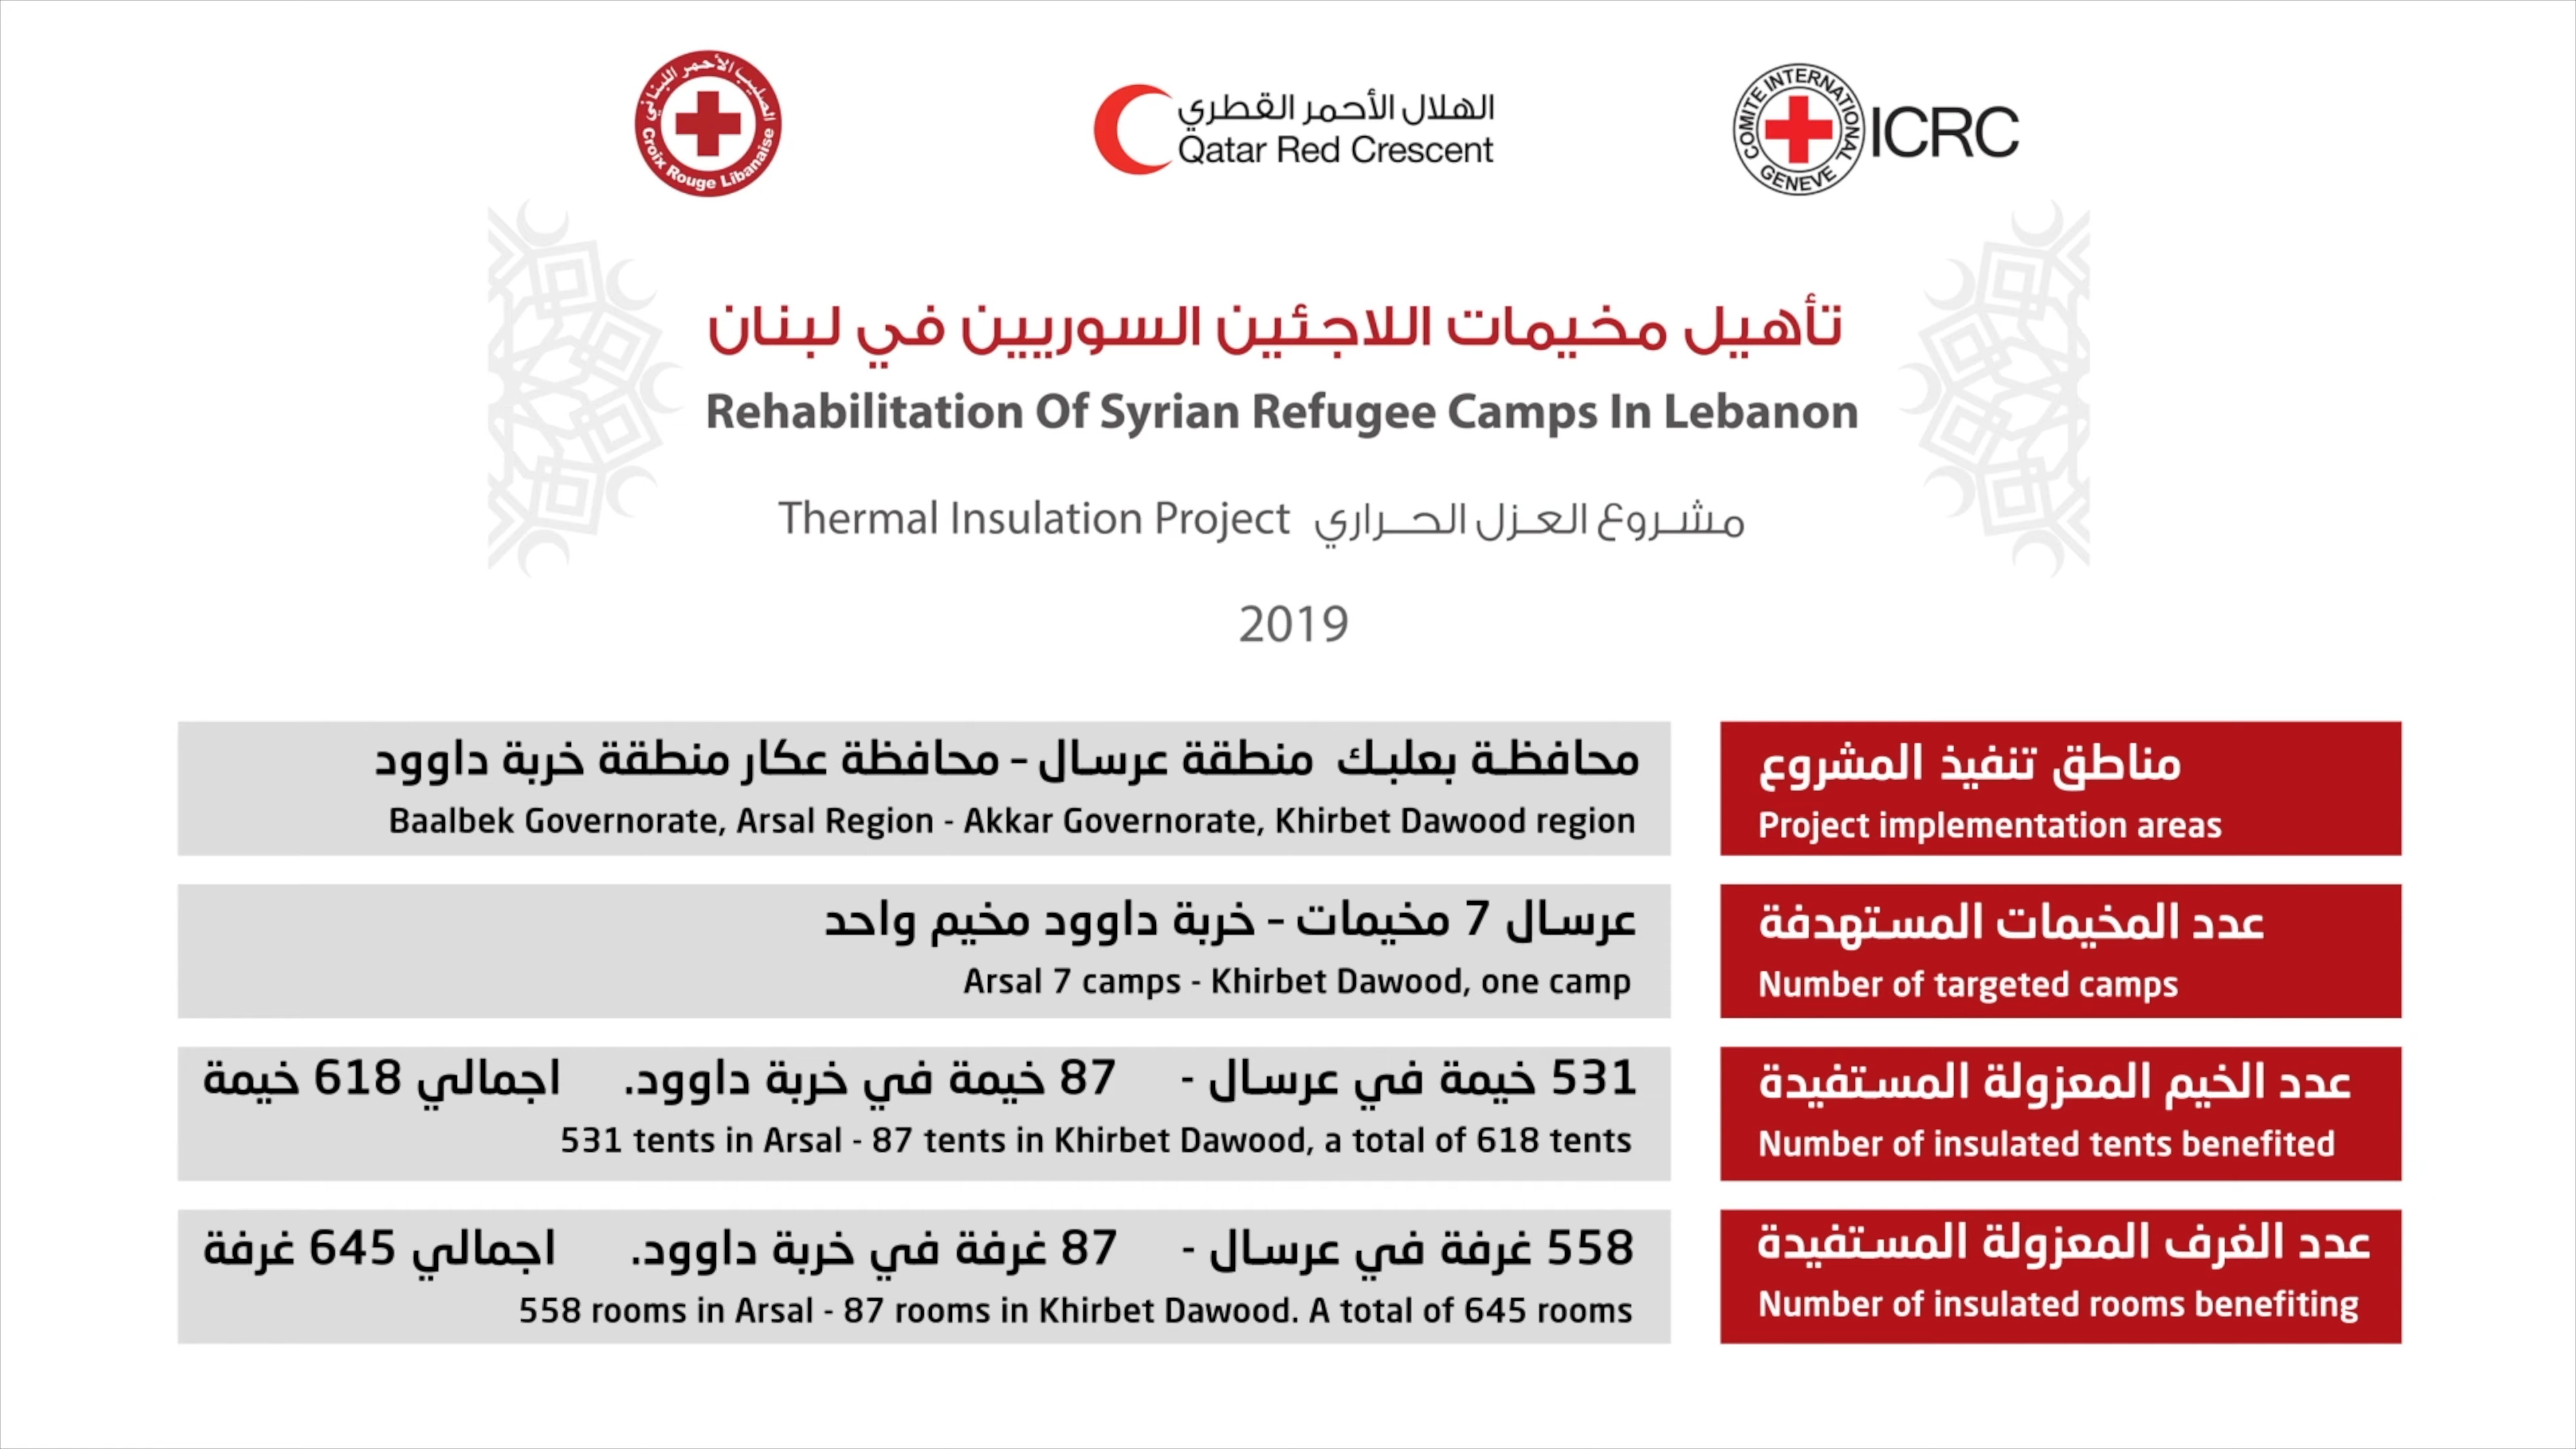 الصليب الأحمر اللبناني
Croix Rouge Libanaise
الهلال الأحمر القطري
Qatar Red Crescent
COMITE INTERNATIONAL GENEVE
ICRC
تأهيل مخيمات اللاجئين السوريين في لبنان
Rehabilitation Of Syrian Refugee Camps In Lebanon
Thermal Insulation Project مشروع العزل الحراري
2019
مناطق تنفيذ المشروع
Project implementation areas
محافظة بعلبك منطقة عرسال - محافظة عكار منطقة خربة داوود
Baalbek Governorate, Arsal Region - Akkar Governorate, Khirbet Dawood region
عدد المخيمات المستهدفة
Number of targeted camps
عرسال 7 مخيمات - خربة داوود مخيم واحد
Arsal 7 camps - Khirbet Dawood, one camp
عدد الخيم المعزولة المستفيدة
Number of insulated tents benefited
531 خيمة في عرسال - 87 خيمة في خربة داوود. اجمالي 618 خيمة
531 tents in Arsal - 87 tents in Khirbet Dawood, a total of 618 tents
عدد الغرف المعزولة المستفيدة
Number of insulated rooms benefiting
558 غرفة في عرسال - 87 غرفة في خربة داوود. اجمالي 645 غرفة
558 rooms in Arsal - 87 rooms in Khirbet Dawood. A total of 645 rooms